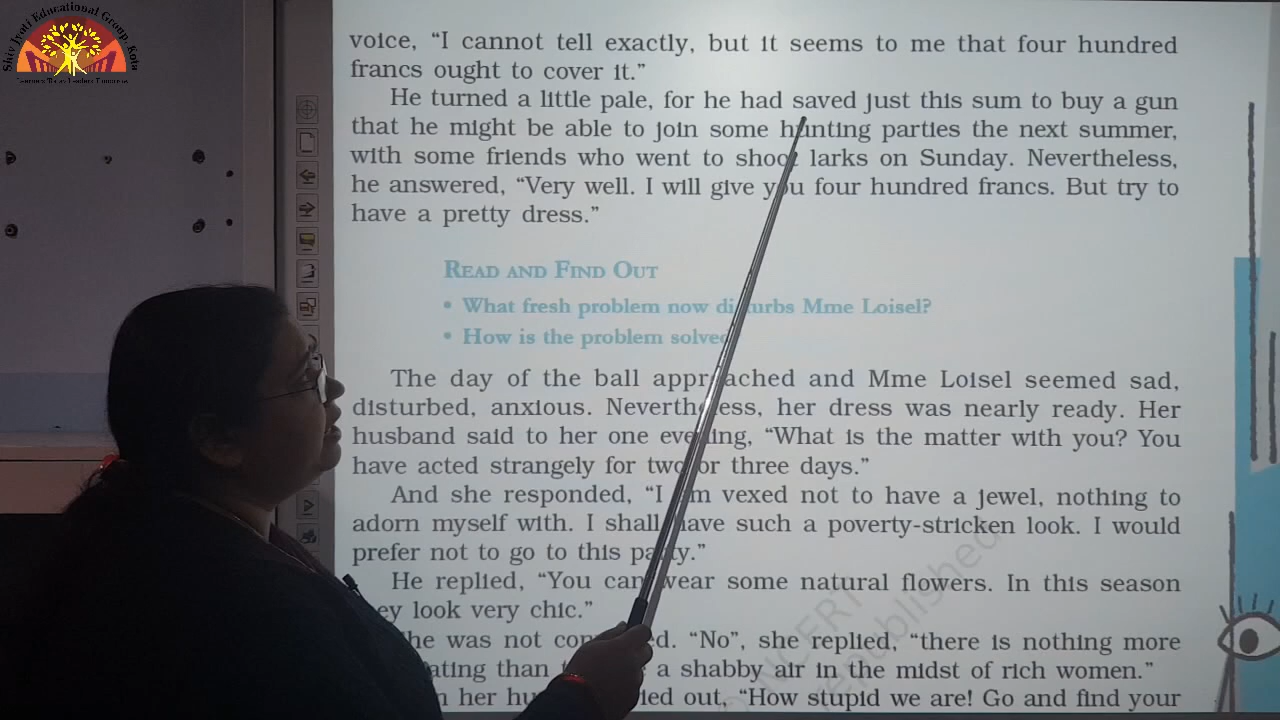 Shiv Jyoti Educational Group, Kota
voice, “I cannot tell exactly, but it seems to me that four hundred
francs ought to cover it.”
He turned a little pale, for he had saved just this sum to buy a gun
that he might be able to join some hunting parties the next summer,
with some friends who went to shoot larks on Sunday. Nevertheless,
he answered, “Very well. I will give you four hundred francs. But try to
have a pretty dress.”
READ AND FIND OUT
• What fresh problem now disturbs Mme Loisel?
• How is the problem solved
The day of the ball approached and Mme Loisel seemed sad,
disturbed, anxious. Nevertheless, her dress was nearly ready. Her
husband said to her one evening, “What is the matter with you? You
have acted strangely for two or three days.”
And she responded, “I am vexed not to have a jewel, nothing to
adorn myself with. I shall have such a poverty-stricken look. I would
prefer not to go to this party.”
He replied, “You can wear some natural flowers. In this season
look very chic.”
she was not “No”, she replied, “there is nothing more
than a shabby air in the midst of rich women.”
her out, “How stupid we are! Go and find your
NCERT
republished